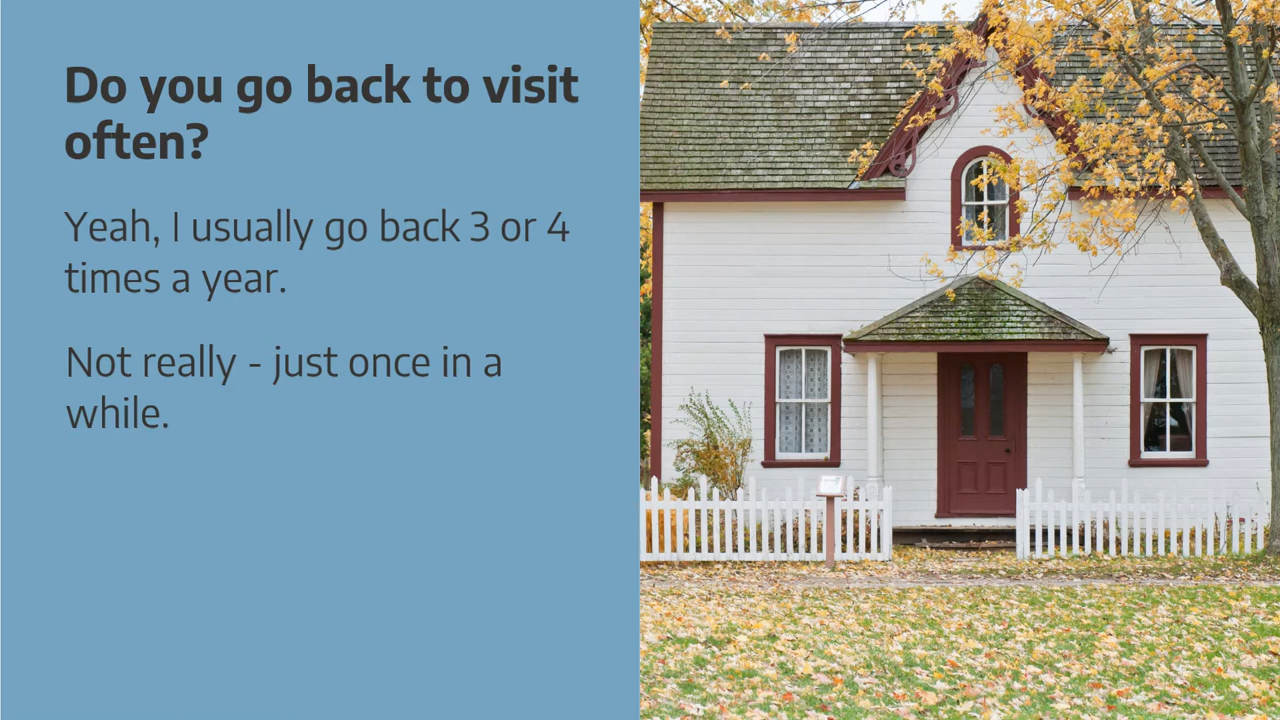 Do you go back to visit
often?
Yeah, I usually go back 3 or 4
times a year.
Not really - just once in a
while.